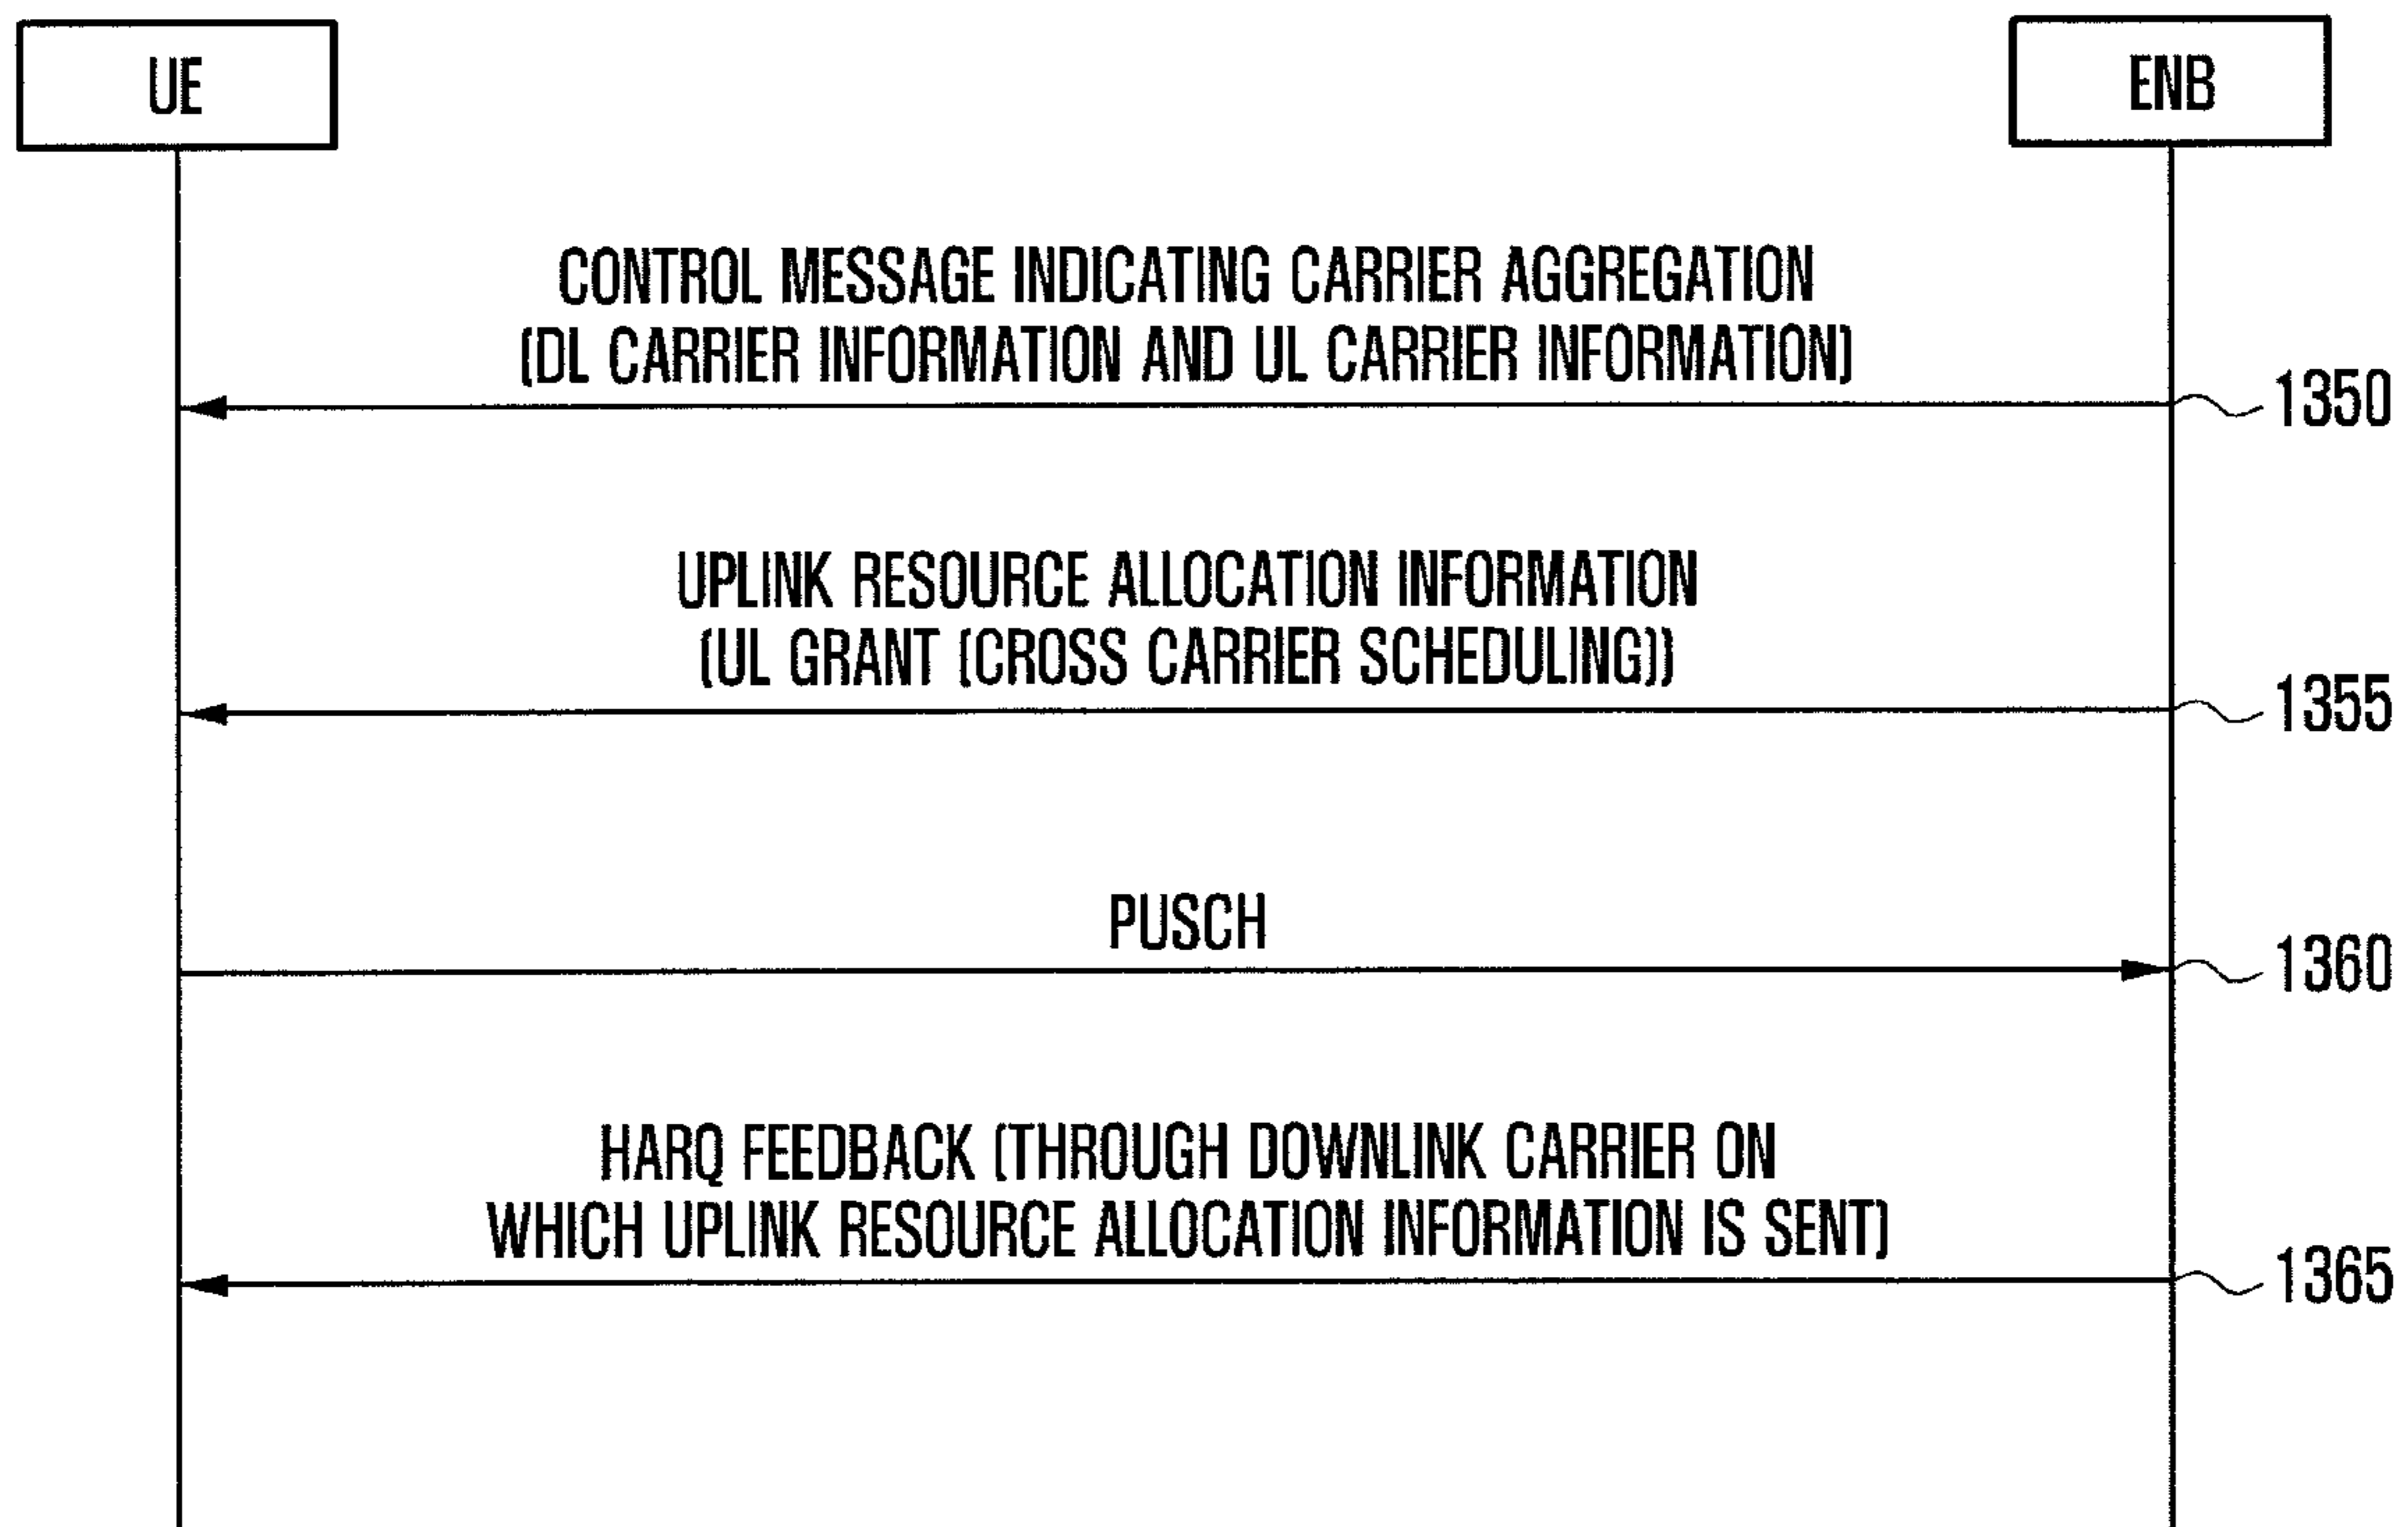 UE
ENB
CONTROL MESSAGE INDICATING CARRIER AGGREGATION
(DL CARRIER INFORMATION AND UL CARRIER INFORMATION)
1350
UPLINK RESOURCE ALLOCATION INFORMATION
(UL GRANT (CROSS CARRIER SCHEDULING))
1355
PUSCH
1360
HARQ FEEDBACK (THROUGH DOWNLINK CARRIER ON
WHICH UPLINK RESOURCE ALLOCATION INFORMATION IS SENT)
1365